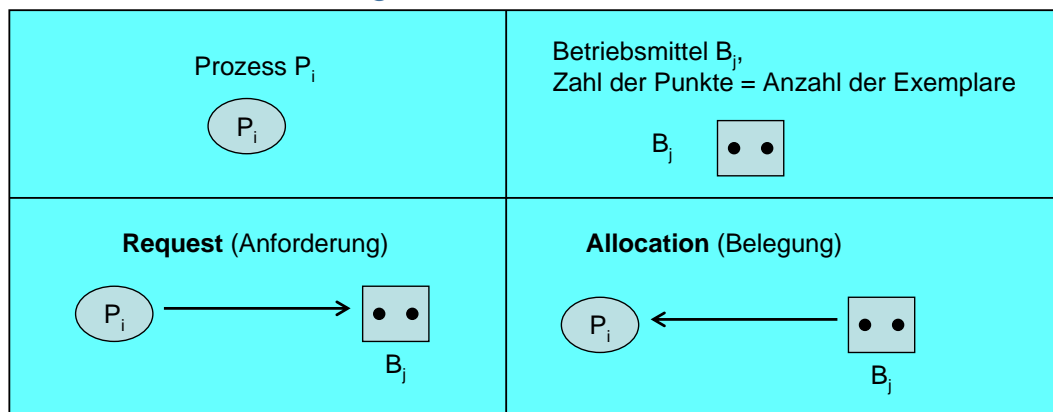 Prozess Pi
Pi
Betriebsmittel Bj,
Zahl der Punkte = Anzahl der Exemplare
Bj
Request (Anforderung)
Pi
Bj
Allocation (Belegung)
Pi
Bj